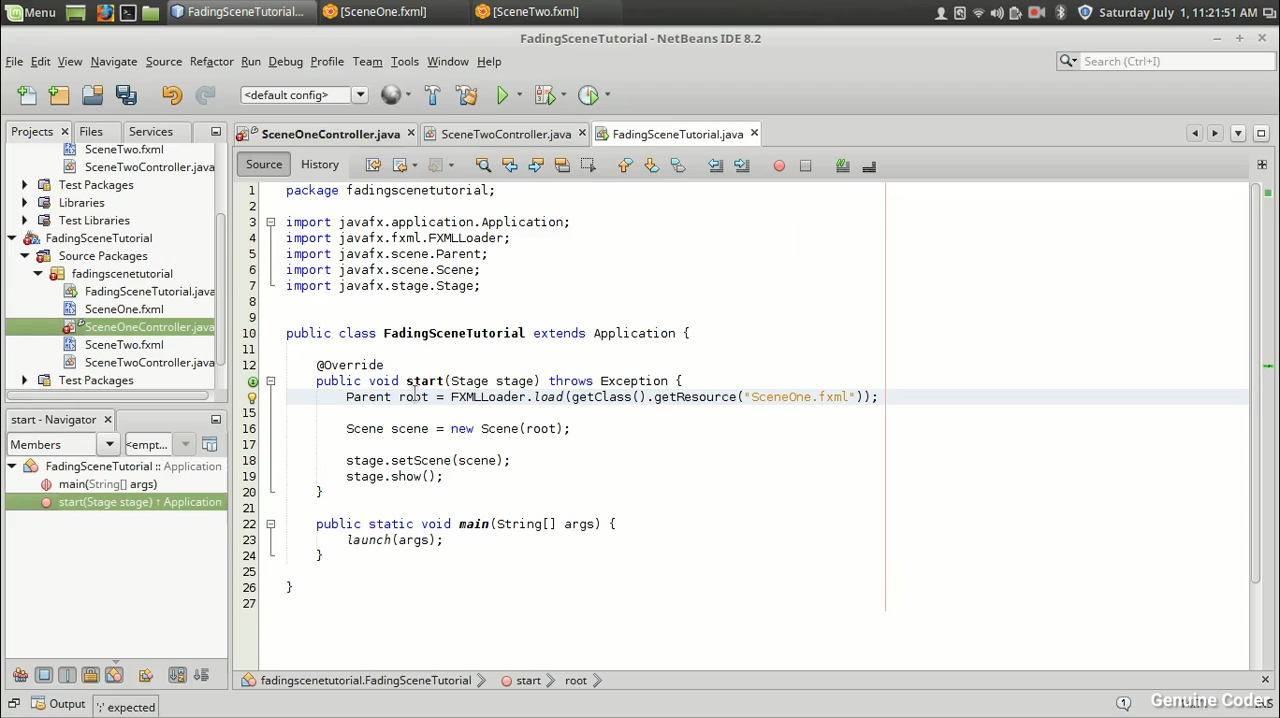 Menu
FadingSceneTutorial...
[SceneOne.fxml]
[SceneTwo.fxml]
Saturday July 1, 11:21:51 AM
FadingSceneTutorial - NetBeans IDE 8.2
File Edit View Navigate Source Refactor Run Debug Profile Team Tools Window Help
Search (Ctrl+I)
<default config>
Projects Files Services
SceneOneController.java SceneTwoController.java FadingSceneTutorial.java
SceneTwo.fxml
SceneTwoController.java
Test Packages
Libraries
Test Libraries
FadingSceneTutorial
Source Packages
fadingscenetutorial
FadingSceneTutorial.java
SceneOne.fxml
SceneOneController.java
SceneTwo.fxml
SceneTwoController.java
Test Packages
start - Navigator
Members <empt...
FadingSceneTutorial :: Application
main(String[] args)
start(Stage stage) ↑ Application
Source History
1 package fadingscenetutorial;
2
3 import javafx.application.Application;
4 import javafx.fxml.FXMLLoader;
5 import javafx.scene.Parent;
6 import javafx.scene.Scene;
7 import javafx.stage.Stage;
8
9
10 public class FadingSceneTutorial extends Application {
11
12 @Override
public void start(Stage stage) throws Exception {
Parent root = FXMLLoader.load(getClass().getResource("SceneOne.fxml"));
15
16 Scene scene = new Scene(root);
17
18 stage.setScene(scene);
19 stage.show();
20 }
21
22 public static void main(String[] args) {
23 launch(args);
24 }
25
26 }
27
fadingscenetutorial.FadingSceneTutorial start root
Output
';' expected
1
Genuine Coder